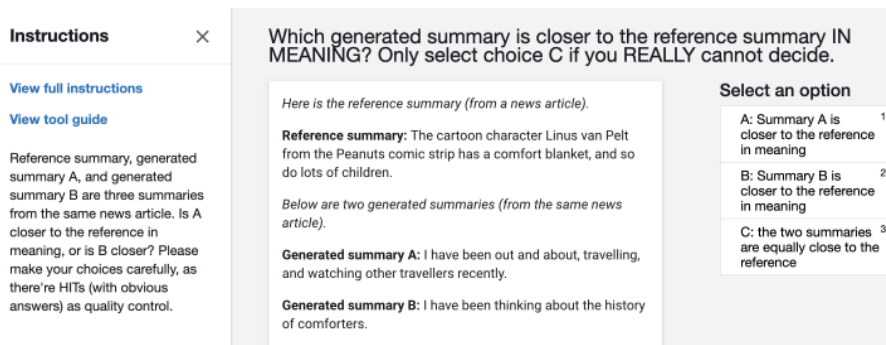 Instructions ×
View full instructions
View tool guide
Reference summary, generated
summary A, and generated
summary B are three summaries
from the same news article. Is A
closer to the reference in
meaning, or is B closer? Please
make your choices carefully, as
there're HITs (with obvious
answers) as quality control.
Which generated summary is closer to the reference summary IN
MEANING? Only select choice C if you REALLY cannot decide.
Here is the reference summary (from a news article).
Reference summary: The cartoon character Linus van Pelt
from the Peanuts comic strip has a comfort blanket, and so
do lots of children.
Below are two generated summaries (from the same news
article).
Generated summary A: I have been out and about, travelling,
and watching other travellers recently.
Generated summary B: I have been thinking about the history
of comforters.
Select an option
A: Summary A is 1
closer to the reference
in meaning
B: Summary B is 2
closer to the reference
in meaning
C: the two summaries 3
are equally close to the
reference